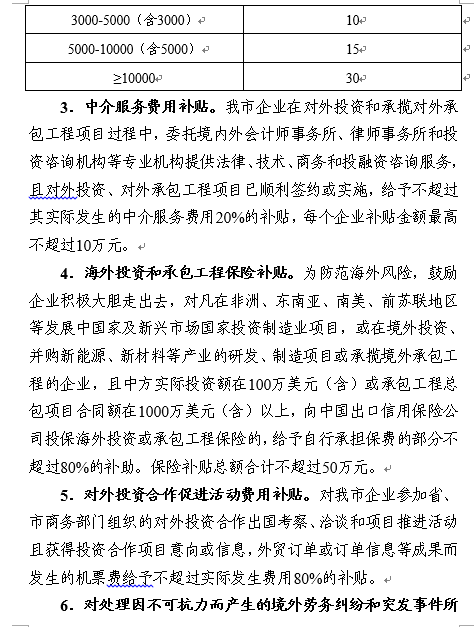 3000-5000（含3000） 10
5000-10000（含5000） 15
≥10000 30
3．中介服务费用补贴。我市企业在对外投资和承揽对外承
包工程项目过程中，委托境内外会计师事务所、律师事务所和投
资咨询机构等专业机构提供法律、技术、商务和投融资咨询服务，
且对外投资、对外承包工程项目已顺利签约或实施，给予不超过
其实际发生的中介服务费用20%的补贴，每个企业补贴金额最高
不超过10万元。
4．海外投资和承包工程保险补贴。为防范海外风险，鼓励
企业积极大胆走出去，对凡在非洲、东南亚、南美、前苏联地区
等发展中国家及新兴市场国家投资制造业项目，或在境外投资、
并购新能源、新材料等产业的研发、制造项目或承揽境外承包工
程的企业，且中方实际投资额在100万美元（含）或承包工程总
包项目合同额在1000万美元（含）以上，向中国出口信用保险公
司投保海外投资或承包工程保险的，给予自行承担保费的部分不
超过80%的补助。保险补贴总额合计不超过50万元。
5．对外投资合作促进活动费用补贴。对我市企业参加省、
市商务部门组织的对外投资合作出国考察、洽谈和项目推进活动
且获得投资合作项目意向或信息，外贸订单或订单信息等成果而
发生的机票费给予不超过实际发生费用80%的补贴。
6．对处理因不可抗力而产生的境外劳务纠纷和突发事件所